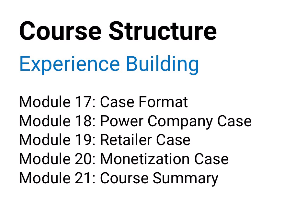 Course Structure
Experience Building
Module 17: Case Format
Module 18: Power Company Case
Module 19: Retailer Case
Module 20: Monetization Case
Module 21: Course Summary